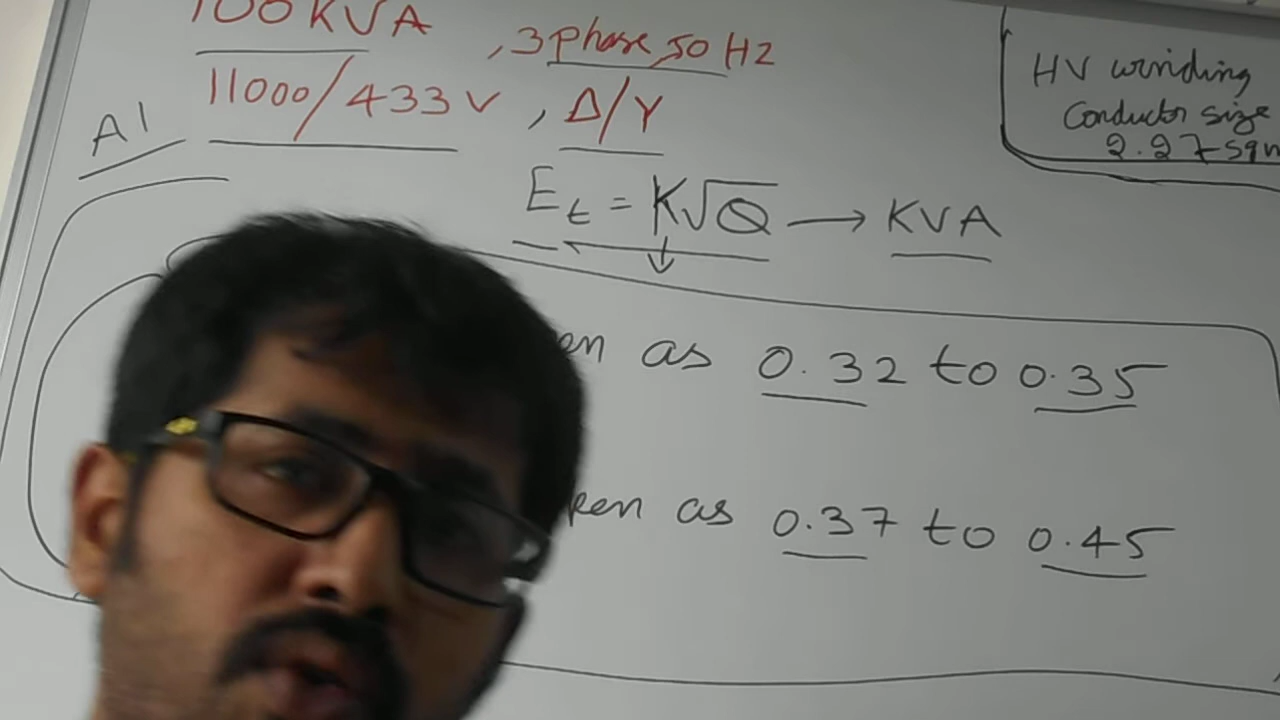 100 KVA , 3 phase, 50 Hz
11000/433 V , Δ/Y
Al
HV winding
Conductor size
2.27 sqm
Et = K√Q → KVA
en as 0.32 to 0.35
ken as 0.37 to 0.45